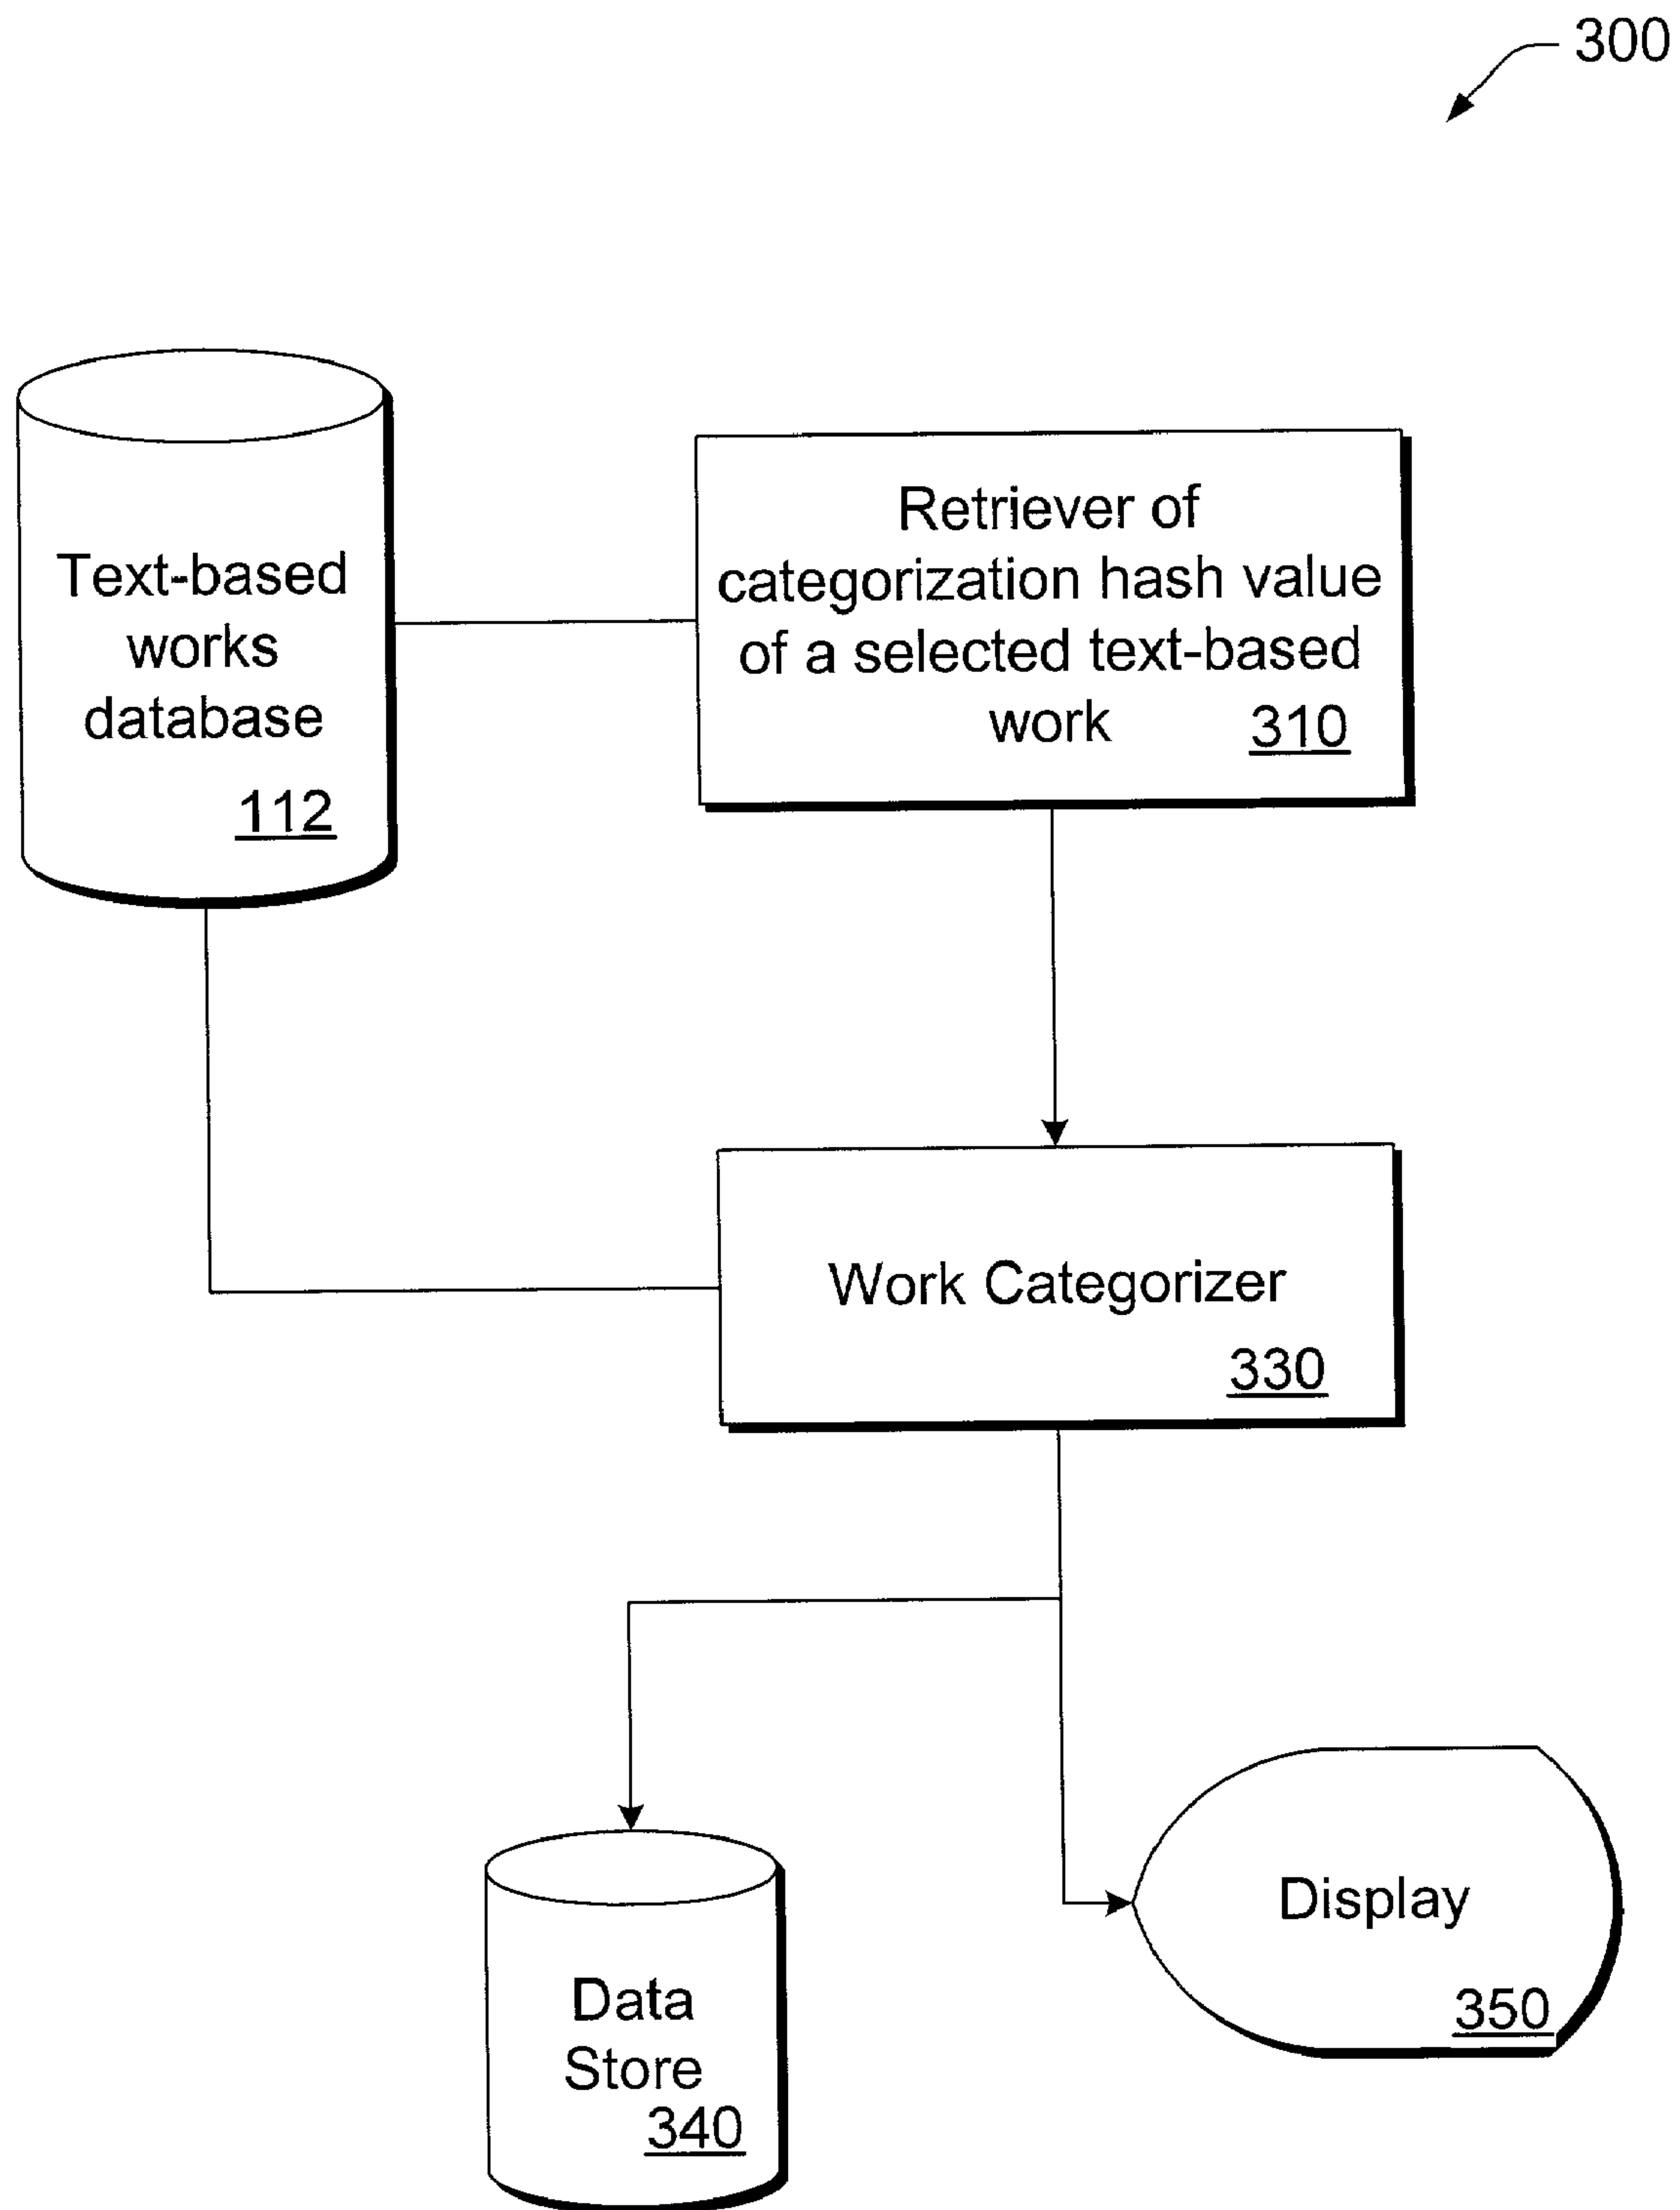 300
Text-based
works
database
112
Retriever of
categorization hash value
of a selected text-based
work 310
Work Categorizer
330
Data
Store
340
Display
350